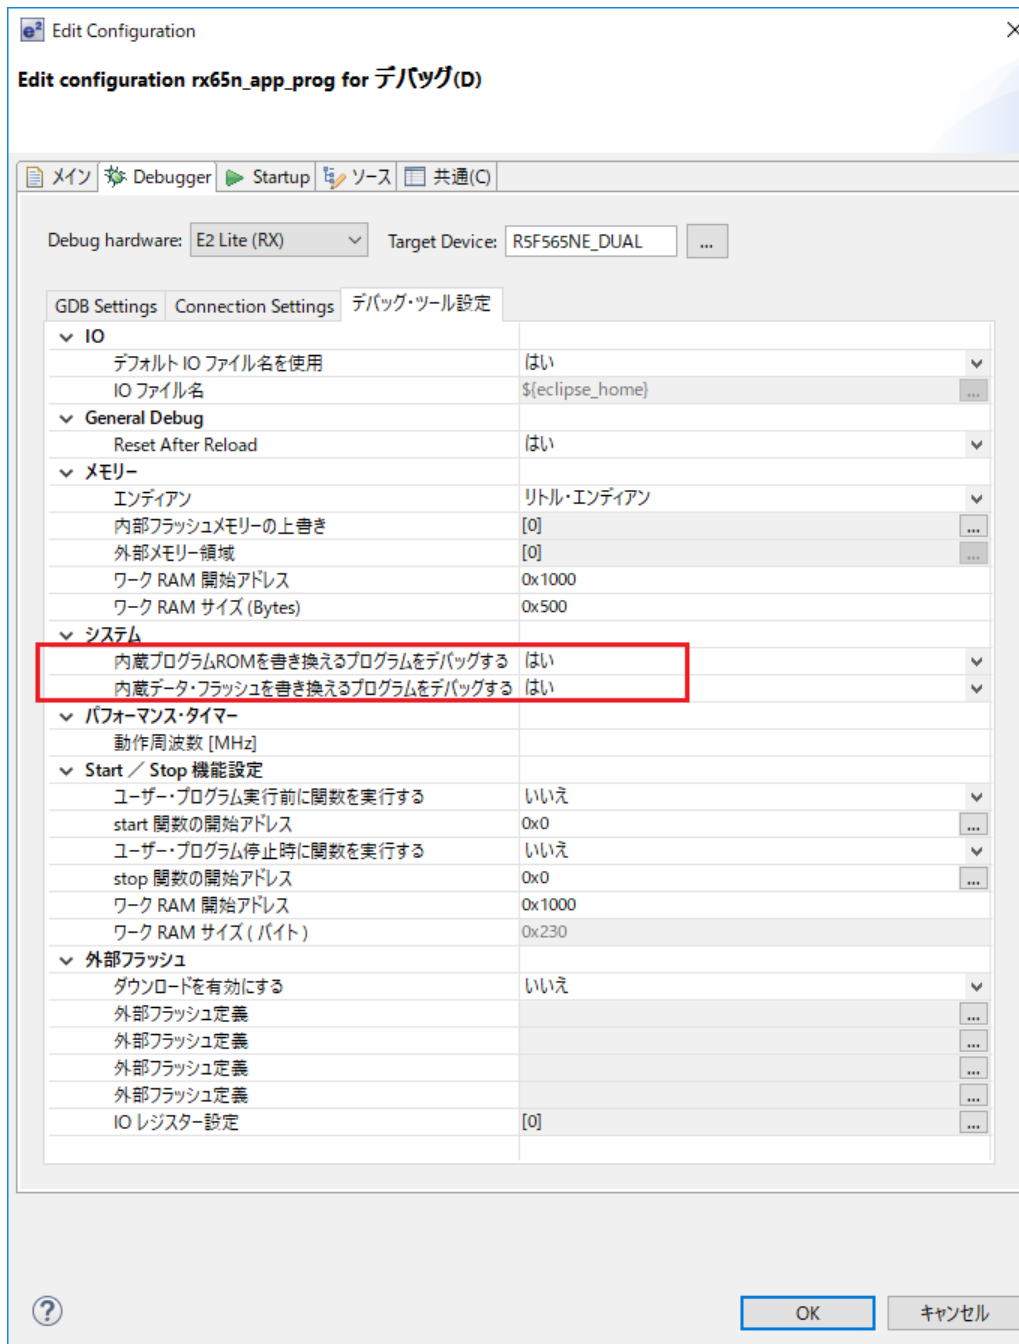 e² Edit Configuration
Edit configuration rx65n_app_prog for デバッグ(D)
メイン Debugger Startup ソース 共通(C)
Debug hardware: E2 Lite (RX) Target Device: R5F565NE_DUAL ...
GDB Settings Connection Settings デバッグ・ツール設定
IO
デフォルト IO ファイル名を使用 はい
IO ファイル名 ${eclipse_home} ...
General Debug
Reset After Reload はい
メモリー
エンディアン リトル・エンディアン
内部フラッシュメモリーの上書き [0] ...
外部メモリー領域 [0] ...
ワーク RAM 開始アドレス 0x1000
ワーク RAM サイズ (Bytes) 0x500
システム
内蔵プログラムROMを書き換えるプログラムをデバッグする はい
内蔵データ・フラッシュを書き換えるプログラムをデバッグする はい
パフォーマンス・タイマー
動作周波数 [MHz]
Start ／ Stop 機能設定
ユーザー・プログラム実行前に関数を実行する いいえ
start 関数の開始アドレス 0x0 ...
ユーザー・プログラム停止時に関数を実行する いいえ
stop 関数の開始アドレス 0x0 ...
ワーク RAM 開始アドレス 0x1000
ワーク RAM サイズ ( バイト ) 0x230
外部フラッシュ
ダウンロードを有効にする いいえ
外部フラッシュ定義 ...
外部フラッシュ定義 ...
外部フラッシュ定義 ...
外部フラッシュ定義 ...
IO レジスター設定 [0] ...
? OK キャンセル